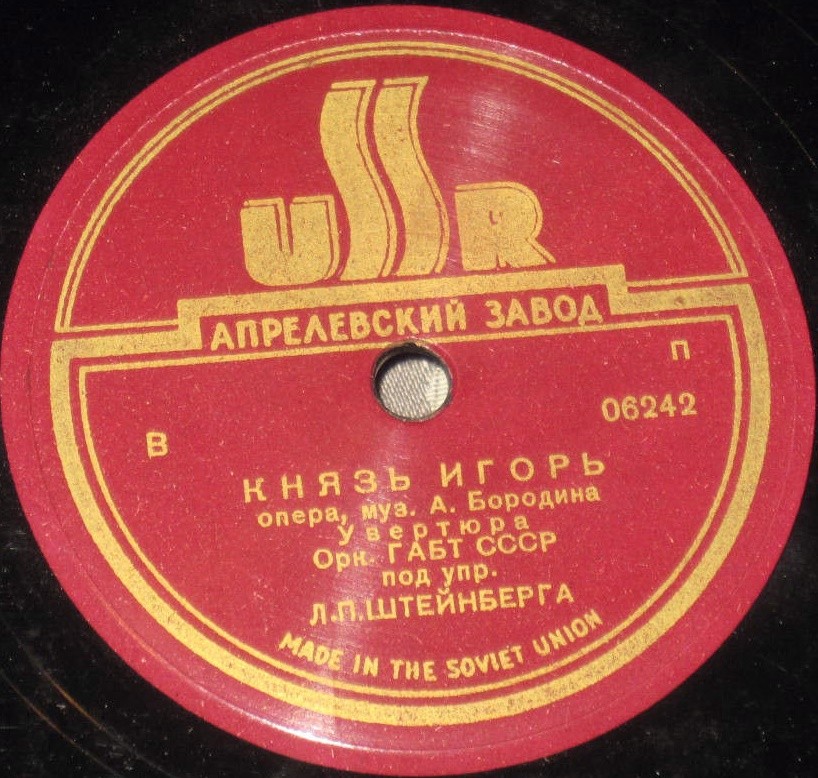 USSR
АПРЕЛЕВСКИЙ ЗАВОД
П
В 06242
КНЯЗЬ ИГОРЬ
опера, муз. А. Бородина
Увертюра
Орк. ГАБТ СССР
под упр.
Л.П.ШТЕЙНБЕРГА
MADE IN THE SOVIET UNION